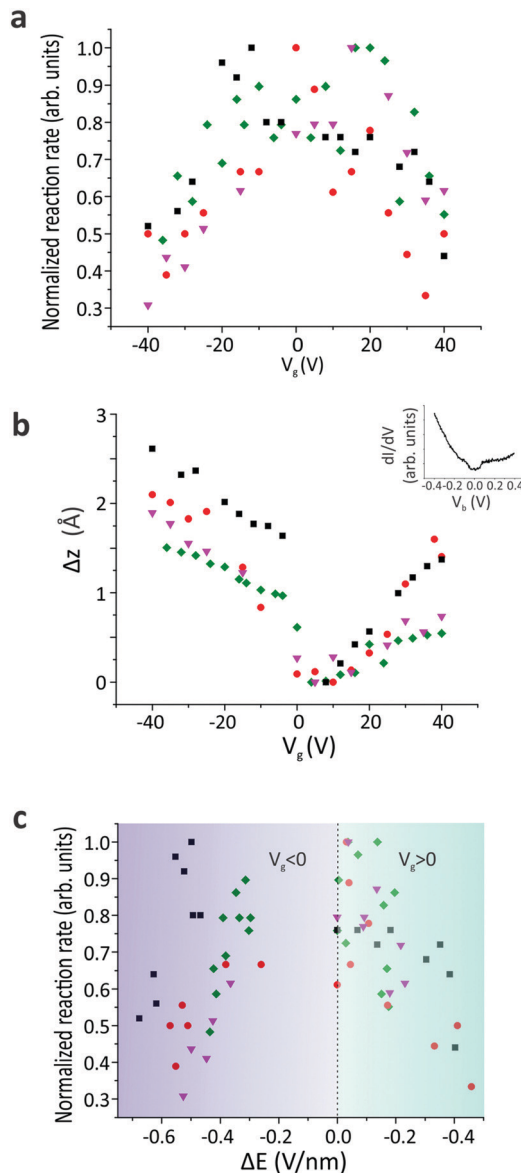 a
Normalized reaction rate (arb. units)
1.0
0.9
0.8
0.7
0.6
0.5
0.4
0.3
-40 -20 0 20 40
Vg (V)
b
Δz (Å)
3
2
1
0
-40 -20 0 20 40
Vg (V)
dI/dV
(arb. units)
-0.4 -0.2 0.0 0.2 0.4
Vb (V)
c
Normalized reaction rate (arb. units)
1.0
0.9
0.8
0.7
0.6
0.5
0.4
0.3
Vg<0 Vg>0
-0.6 -0.4 -0.2 0.0 -0.2 -0.4
ΔE (V/nm)